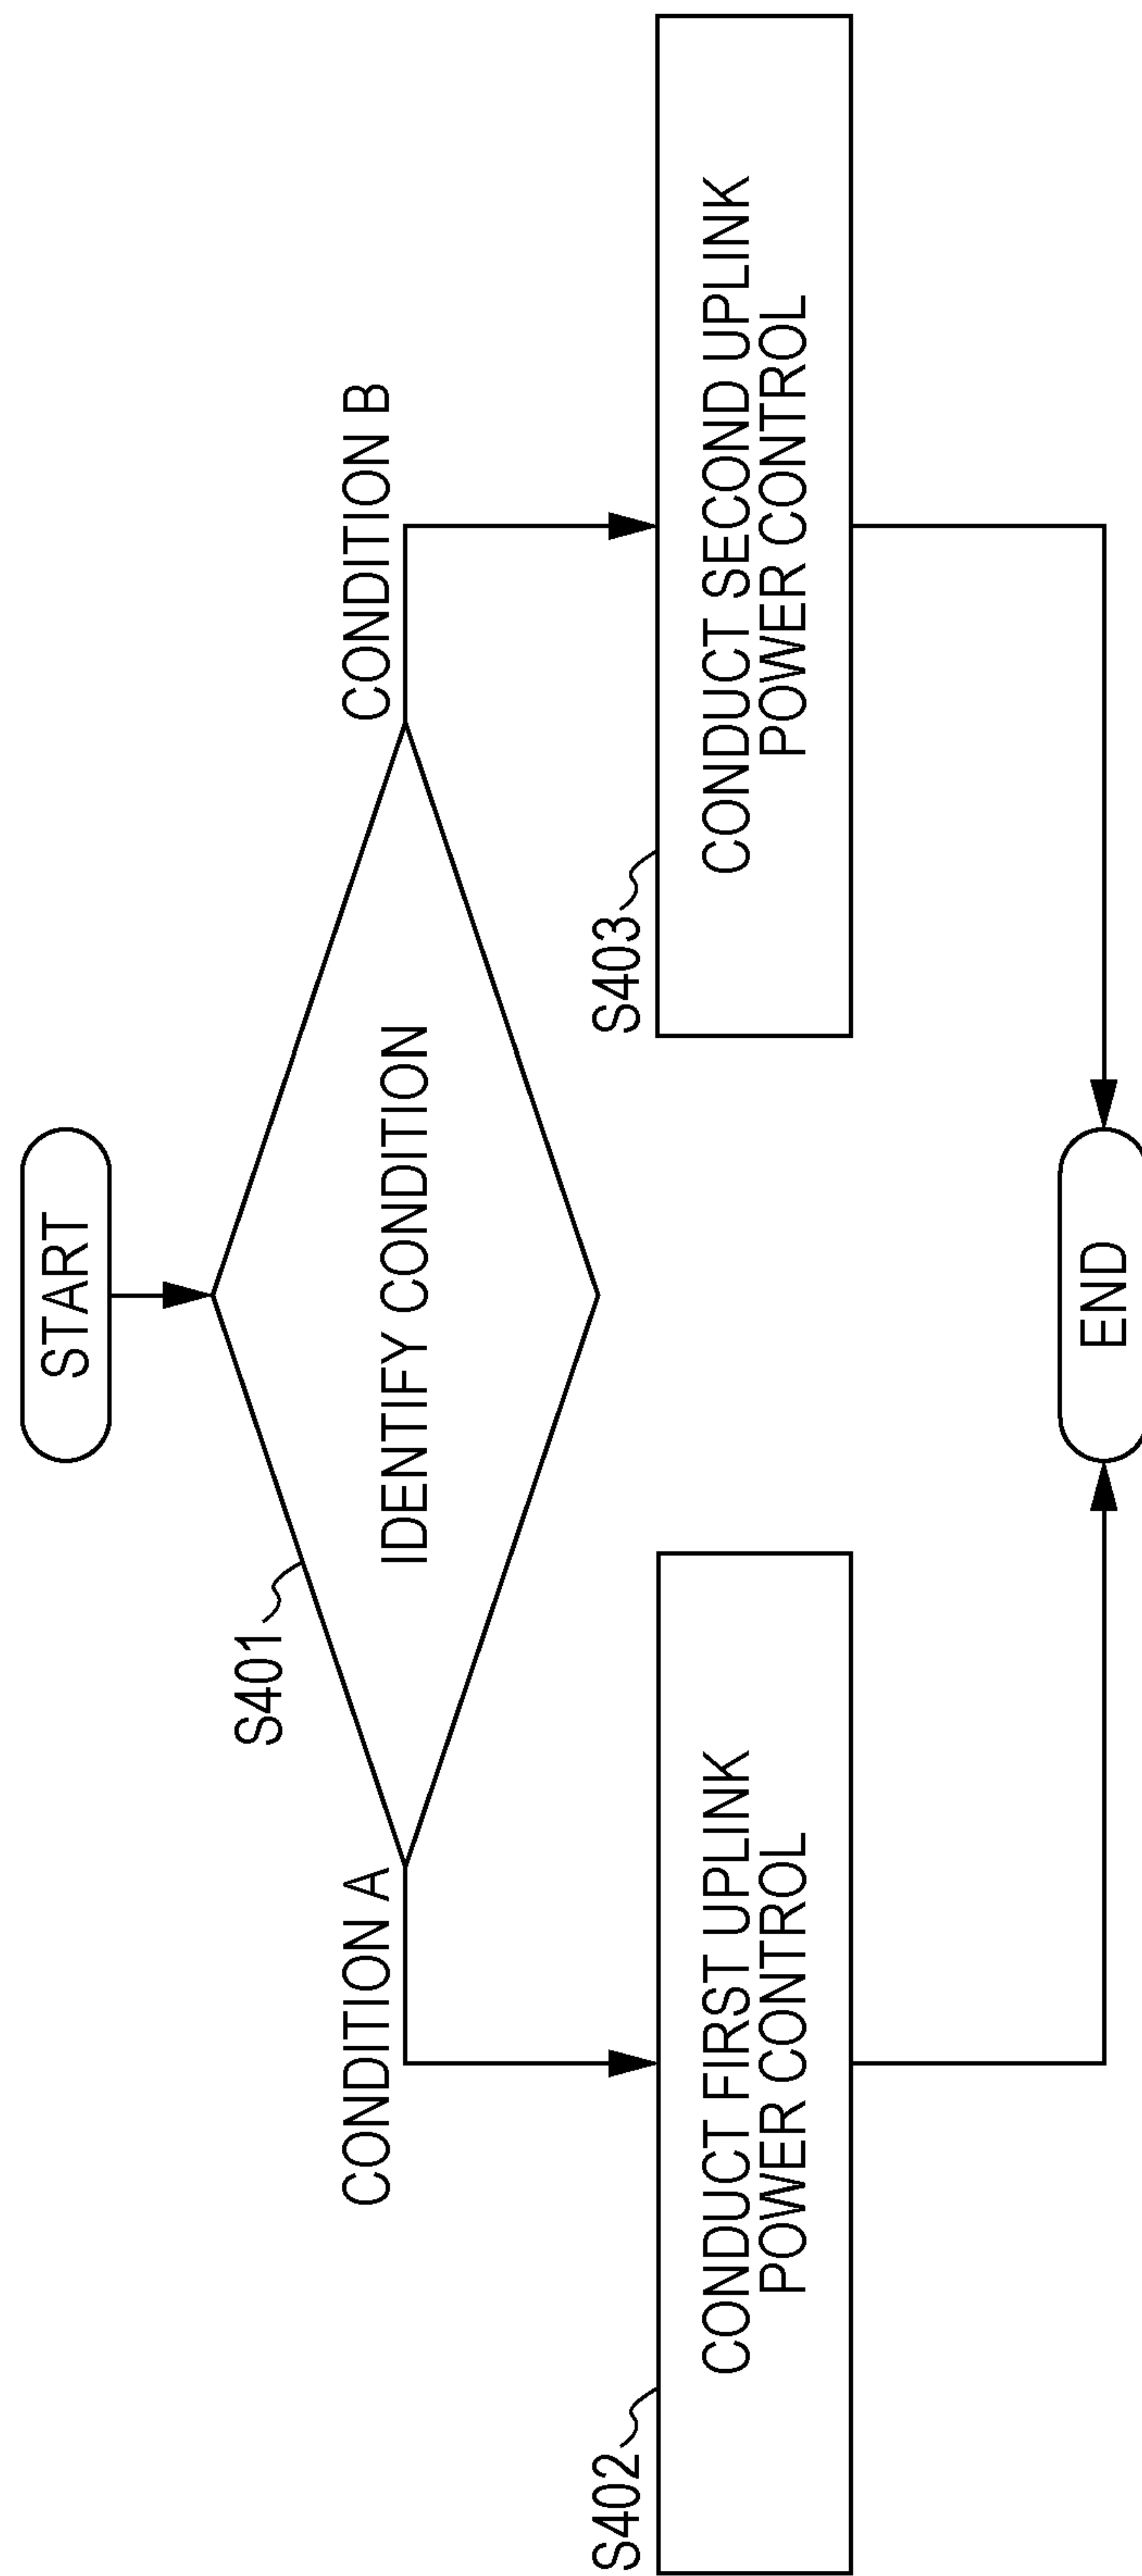 START
S401
IDENTIFY CONDITION
CONDITION A
CONDITION B
S402
CONDUCT FIRST UPLINK
POWER CONTROL
S403
CONDUCT SECOND UPLINK
POWER CONTROL
END